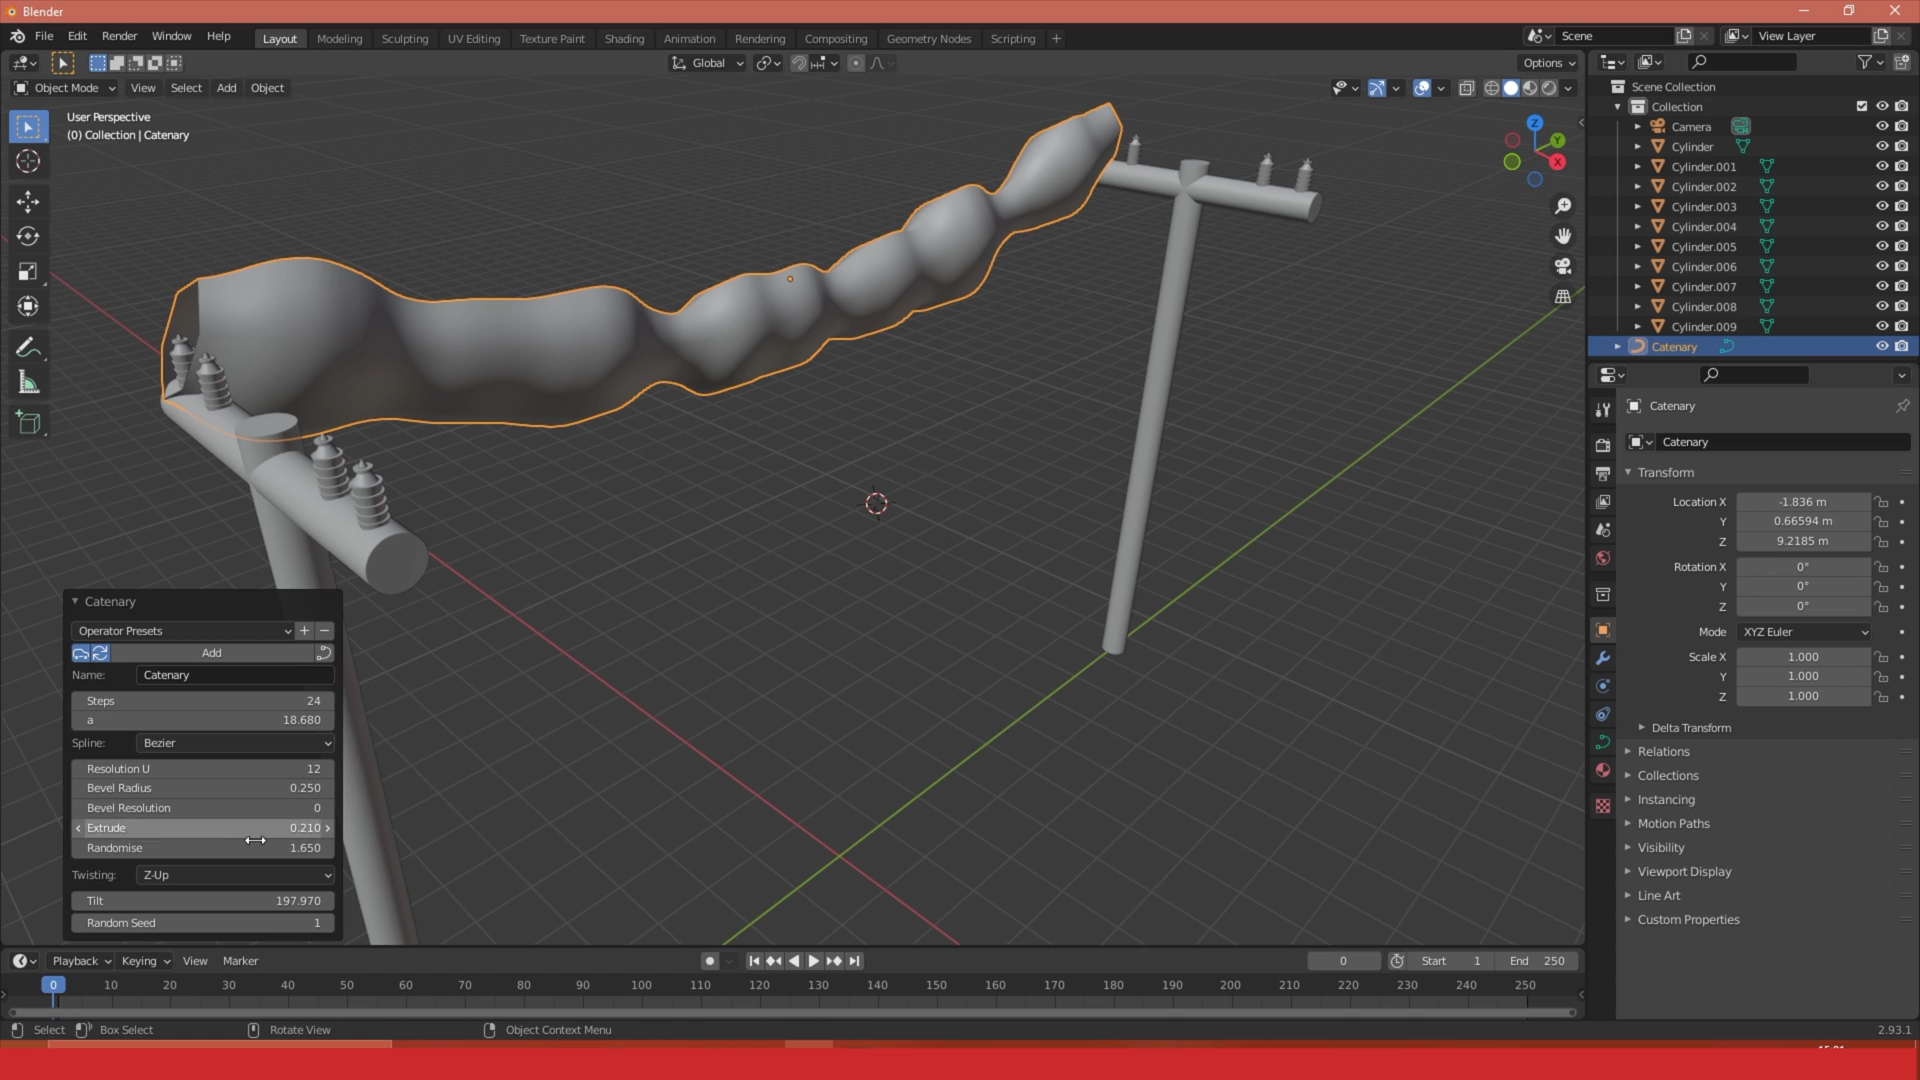 Blender
File Edit Render Window Help
Layout Modeling Sculpting UV Editing Texture Paint Shading Animation Rendering Compositing Geometry Nodes Scripting +
Scene View Layer
Global Options
Object Mode View Select Add Object
User Perspective
(0) Collection | Catenary
Z
Y
X
Scene Collection
Collection
Camera
Cylinder
Cylinder.001
Cylinder.002
Cylinder.003
Cylinder.004
Cylinder.005
Cylinder.006
Cylinder.007
Cylinder.008
Cylinder.009
Catenary
Catenary
Catenary
Transform
Location X -1.836 m
Y 0.66594 m
Z 9.2185 m
Rotation X 0°
Y 0°
Z 0°
Mode XYZ Euler
Scale X 1.000
Y 1.000
Z 1.000
Delta Transform
Relations
Collections
Instancing
Motion Paths
Visibility
Viewport Display
Line Art
Custom Properties
Catenary
Operator Presets + −
Add
Name: Catenary
Steps 24
a 18.680
Spline: Bezier
Resolution U 12
Bevel Radius 0.250
Bevel Resolution 0
Extrude 0.210
Randomise 1.650
Twisting: Z-Up
Tilt 197.970
Random Seed 1
Playback Keying View Marker 0 Start 1 End 250
0 10 20 30 40 50 60 70 80 90 100 110 120 130 140 150 160 170 180 190 200 210 220 230 240 250
Select Box Select Rotate View Object Context Menu 2.93.1